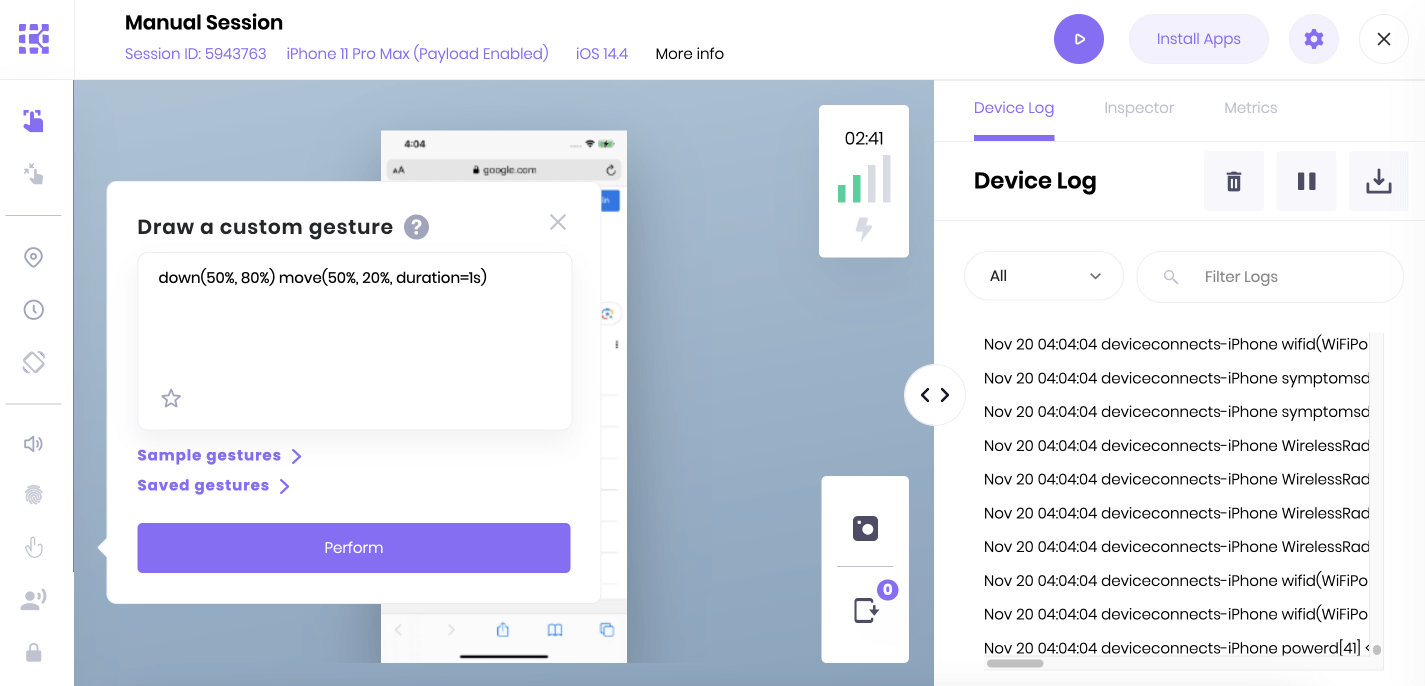 Manual Session
Session ID: 5943763 iPhone 11 Pro Max (Payload Enabled) iOS 14.4 More info
Install Apps
4:04
AA google.com
in
Draw a custom gesture ?
down(50%, 80%) move(50%, 20%, duration=1s)
Sample gestures
Saved gestures
Perform
02:41
0
Device Log Inspector Metrics
Device Log
All Filter Logs
Nov 20 04:04:04 deviceconnects-iPhone wifid(WiFiPo
Nov 20 04:04:04 deviceconnects-iPhone symptomsd
Nov 20 04:04:04 deviceconnects-iPhone symptomsd
Nov 20 04:04:04 deviceconnects-iPhone WirelessRad
Nov 20 04:04:04 deviceconnects-iPhone WirelessRad
Nov 20 04:04:04 deviceconnects-iPhone WirelessRad
Nov 20 04:04:04 deviceconnects-iPhone WirelessRad
Nov 20 04:04:04 deviceconnects-iPhone wifid(WiFiPo
Nov 20 04:04:04 deviceconnects-iPhone wifid(WiFiPo
Nov 20 04:04:04 deviceconnects-iPhone powerd[41] <